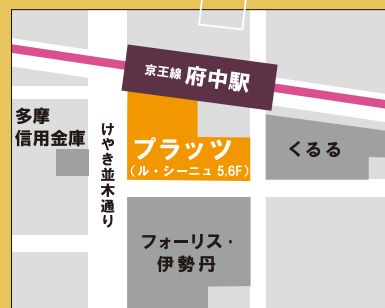 京王線 府中駅
多摩
信用金庫
けやき並木通り
プラッツ
（ル・シーニュ 5,6F）
くるる
フォーリス・
伊勢丹